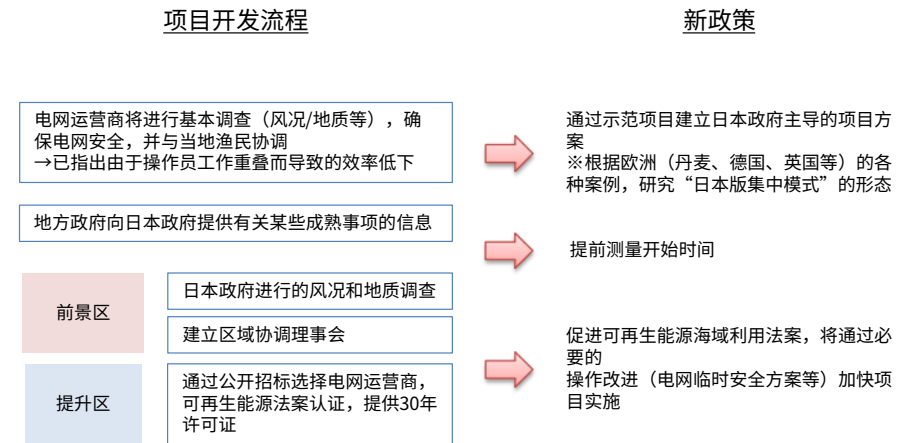 项目开发流程
新政策
电网运营商将进行基本调查（风况/地质等），确
保电网安全，并与当地渔民协调
→已指出由于操作员工作重叠而导致的效率低下
通过示范项目建立日本政府主导的项目方
案
※根据欧洲（丹麦、德国、英国等）的各
种案例，研究“日本版集中模式”的形态
地方政府向日本政府提供有关某些成熟事项的信息
提前测量开始时间
前景区
日本政府进行的风况和地质调查
建立区域协调理事会
提升区
通过公开招标选择电网运营商，
可再生能源法案认证，提供30年
许可证
促进可再生能源海域利用法案，将通过必
要的
操作改进（电网临时安全方案等）加快项
目实施